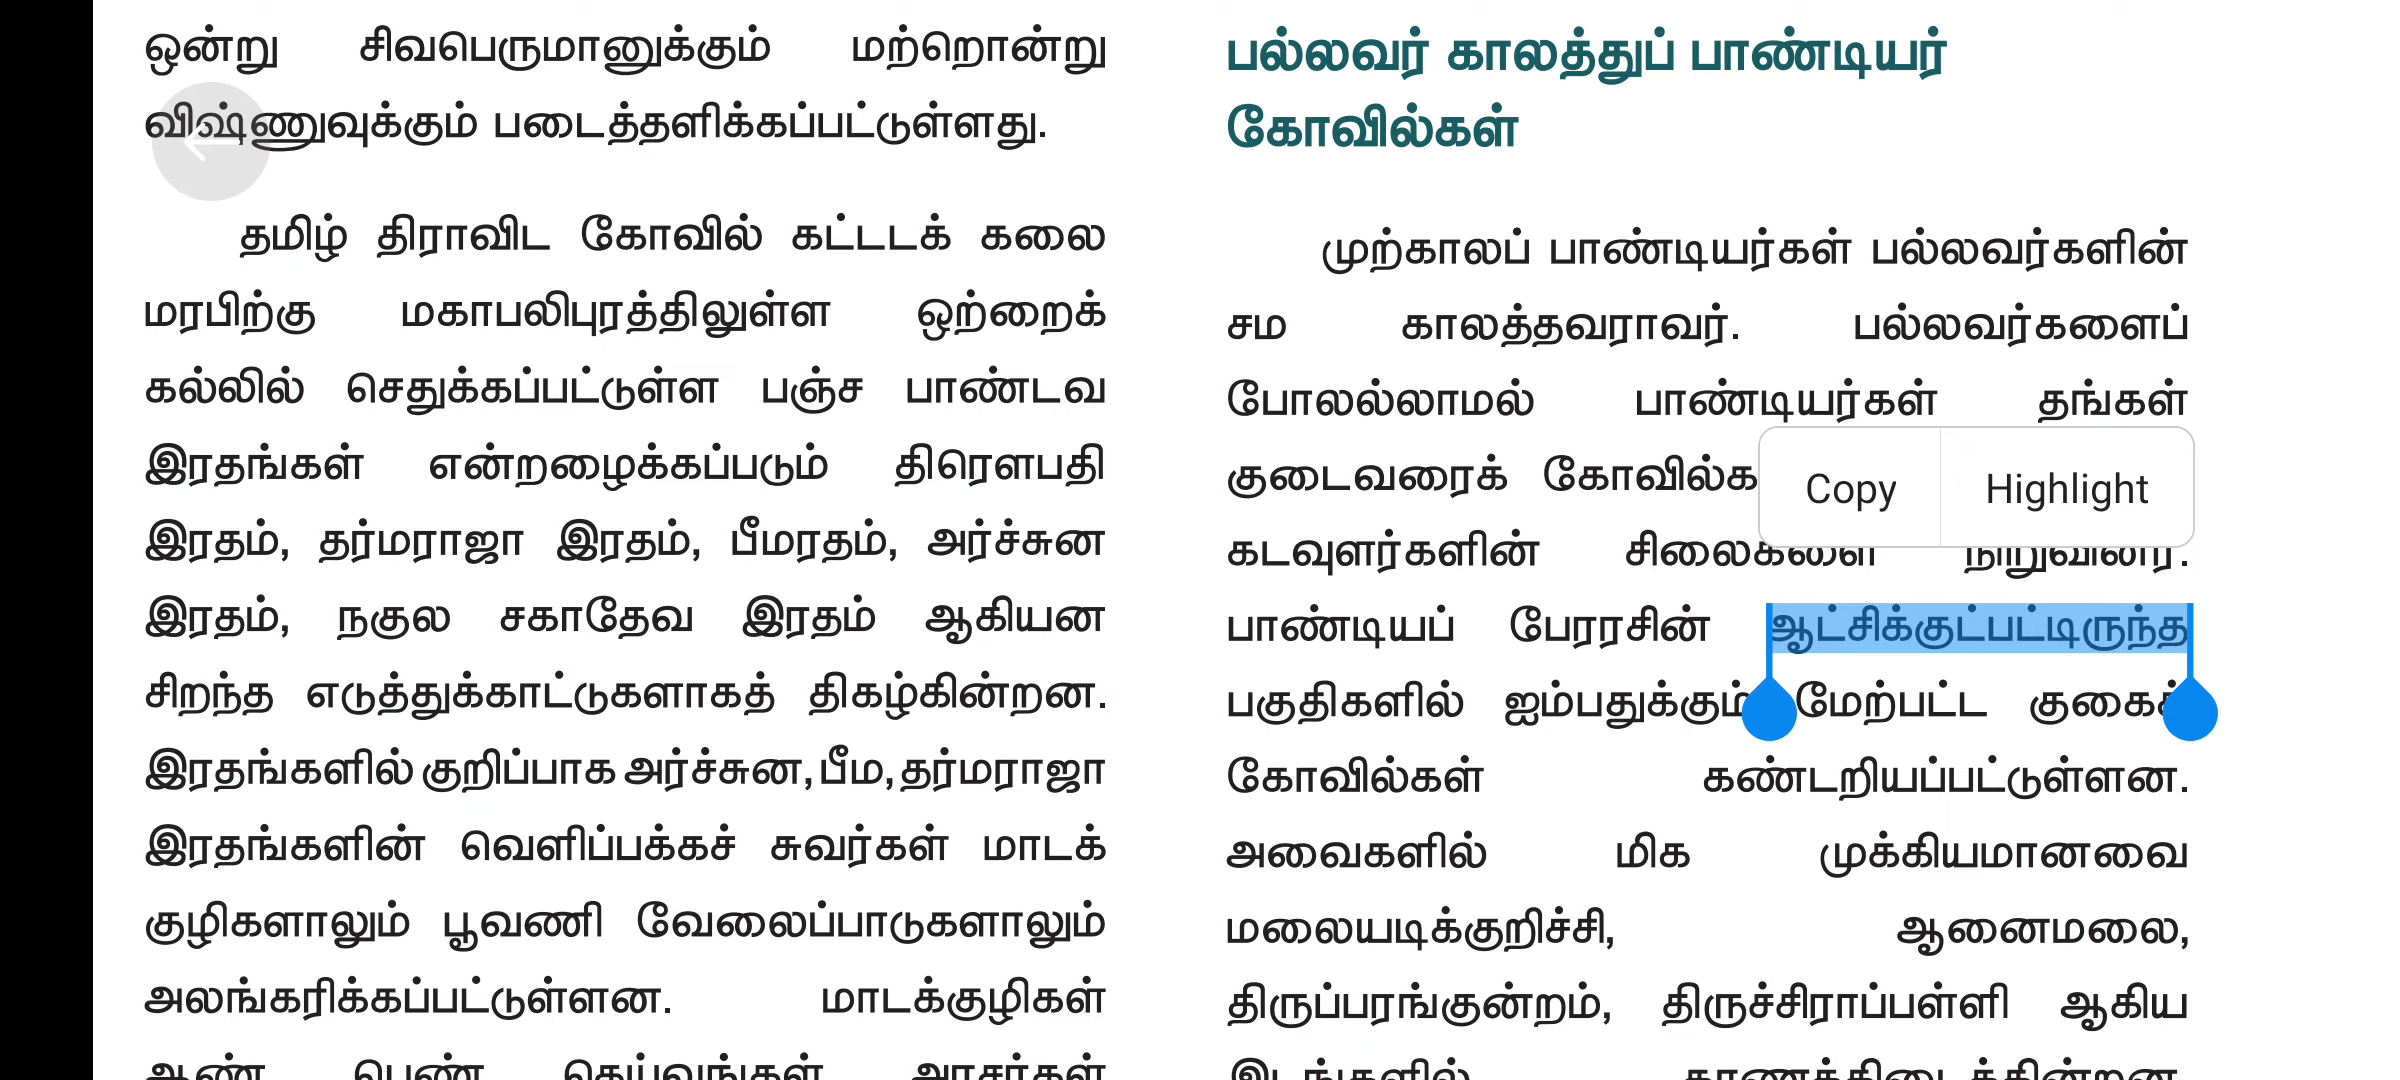 ஒன்று சிவபெருமானுக்கும் மற்றொன்று
விஷ்ணுவுக்கும் படைத்தளிக்கப்பட்டுள்ளது.
தமிழ் திராவிட கோவில் கட்டடக் கலை
மரபிற்கு மகாபலிபுரத்திலுள்ள ஒற்றைக்
கல்லில் செதுக்கப்பட்டுள்ள பஞ்ச பாண்டவ
இரதங்கள் என்றழைக்கப்படும் திரௌபதி
இரதம், தர்மராஜா இரதம், பீமரதம், அர்ச்சுன
இரதம், நகுல சகாதேவ இரதம் ஆகியன
சிறந்த எடுத்துக்காட்டுகளாகத் திகழ்கின்றன.
இரதங்களில் குறிப்பாக அர்ச்சுன, பீம, தர்மராஜா
இரதங்களின் வெளிப்பக்கச் சுவர்கள் மாடக்
குழிகளாலும் பூவணி வேலைப்பாடுகளாலும்
அலங்கரிக்கப்பட்டுள்ளன. மாடக்குழிகள்
பல்லவர் காலத்துப் பாண்டியர்
கோவில்கள்
முற்காலப் பாண்டியர்கள் பல்லவர்களின்
சம காலத்தவராவர். பல்லவர்களைப்
போலல்லாமல் பாண்டியர்கள் தங்கள்
குடைவரைக்
Copy Highlight
கடவுளர்களின் சிலைகளை நிறுவினர்.
பாண்டியப் பேரரசின் ஆட்சிக்குட்பட்டிருந்த
பகுதிகளில் ஐம்பதுக்கும் மேற்பட்ட குகைக்
கோவில்கள் கண்டறியப்பட்டுள்ளன.
அவைகளில் மிக முக்கியமானவை
மலையடிக்குறிச்சி, ஆனைமலை,
திருப்பரங்குன்றம், திருச்சிராப்பள்ளி ஆகிய